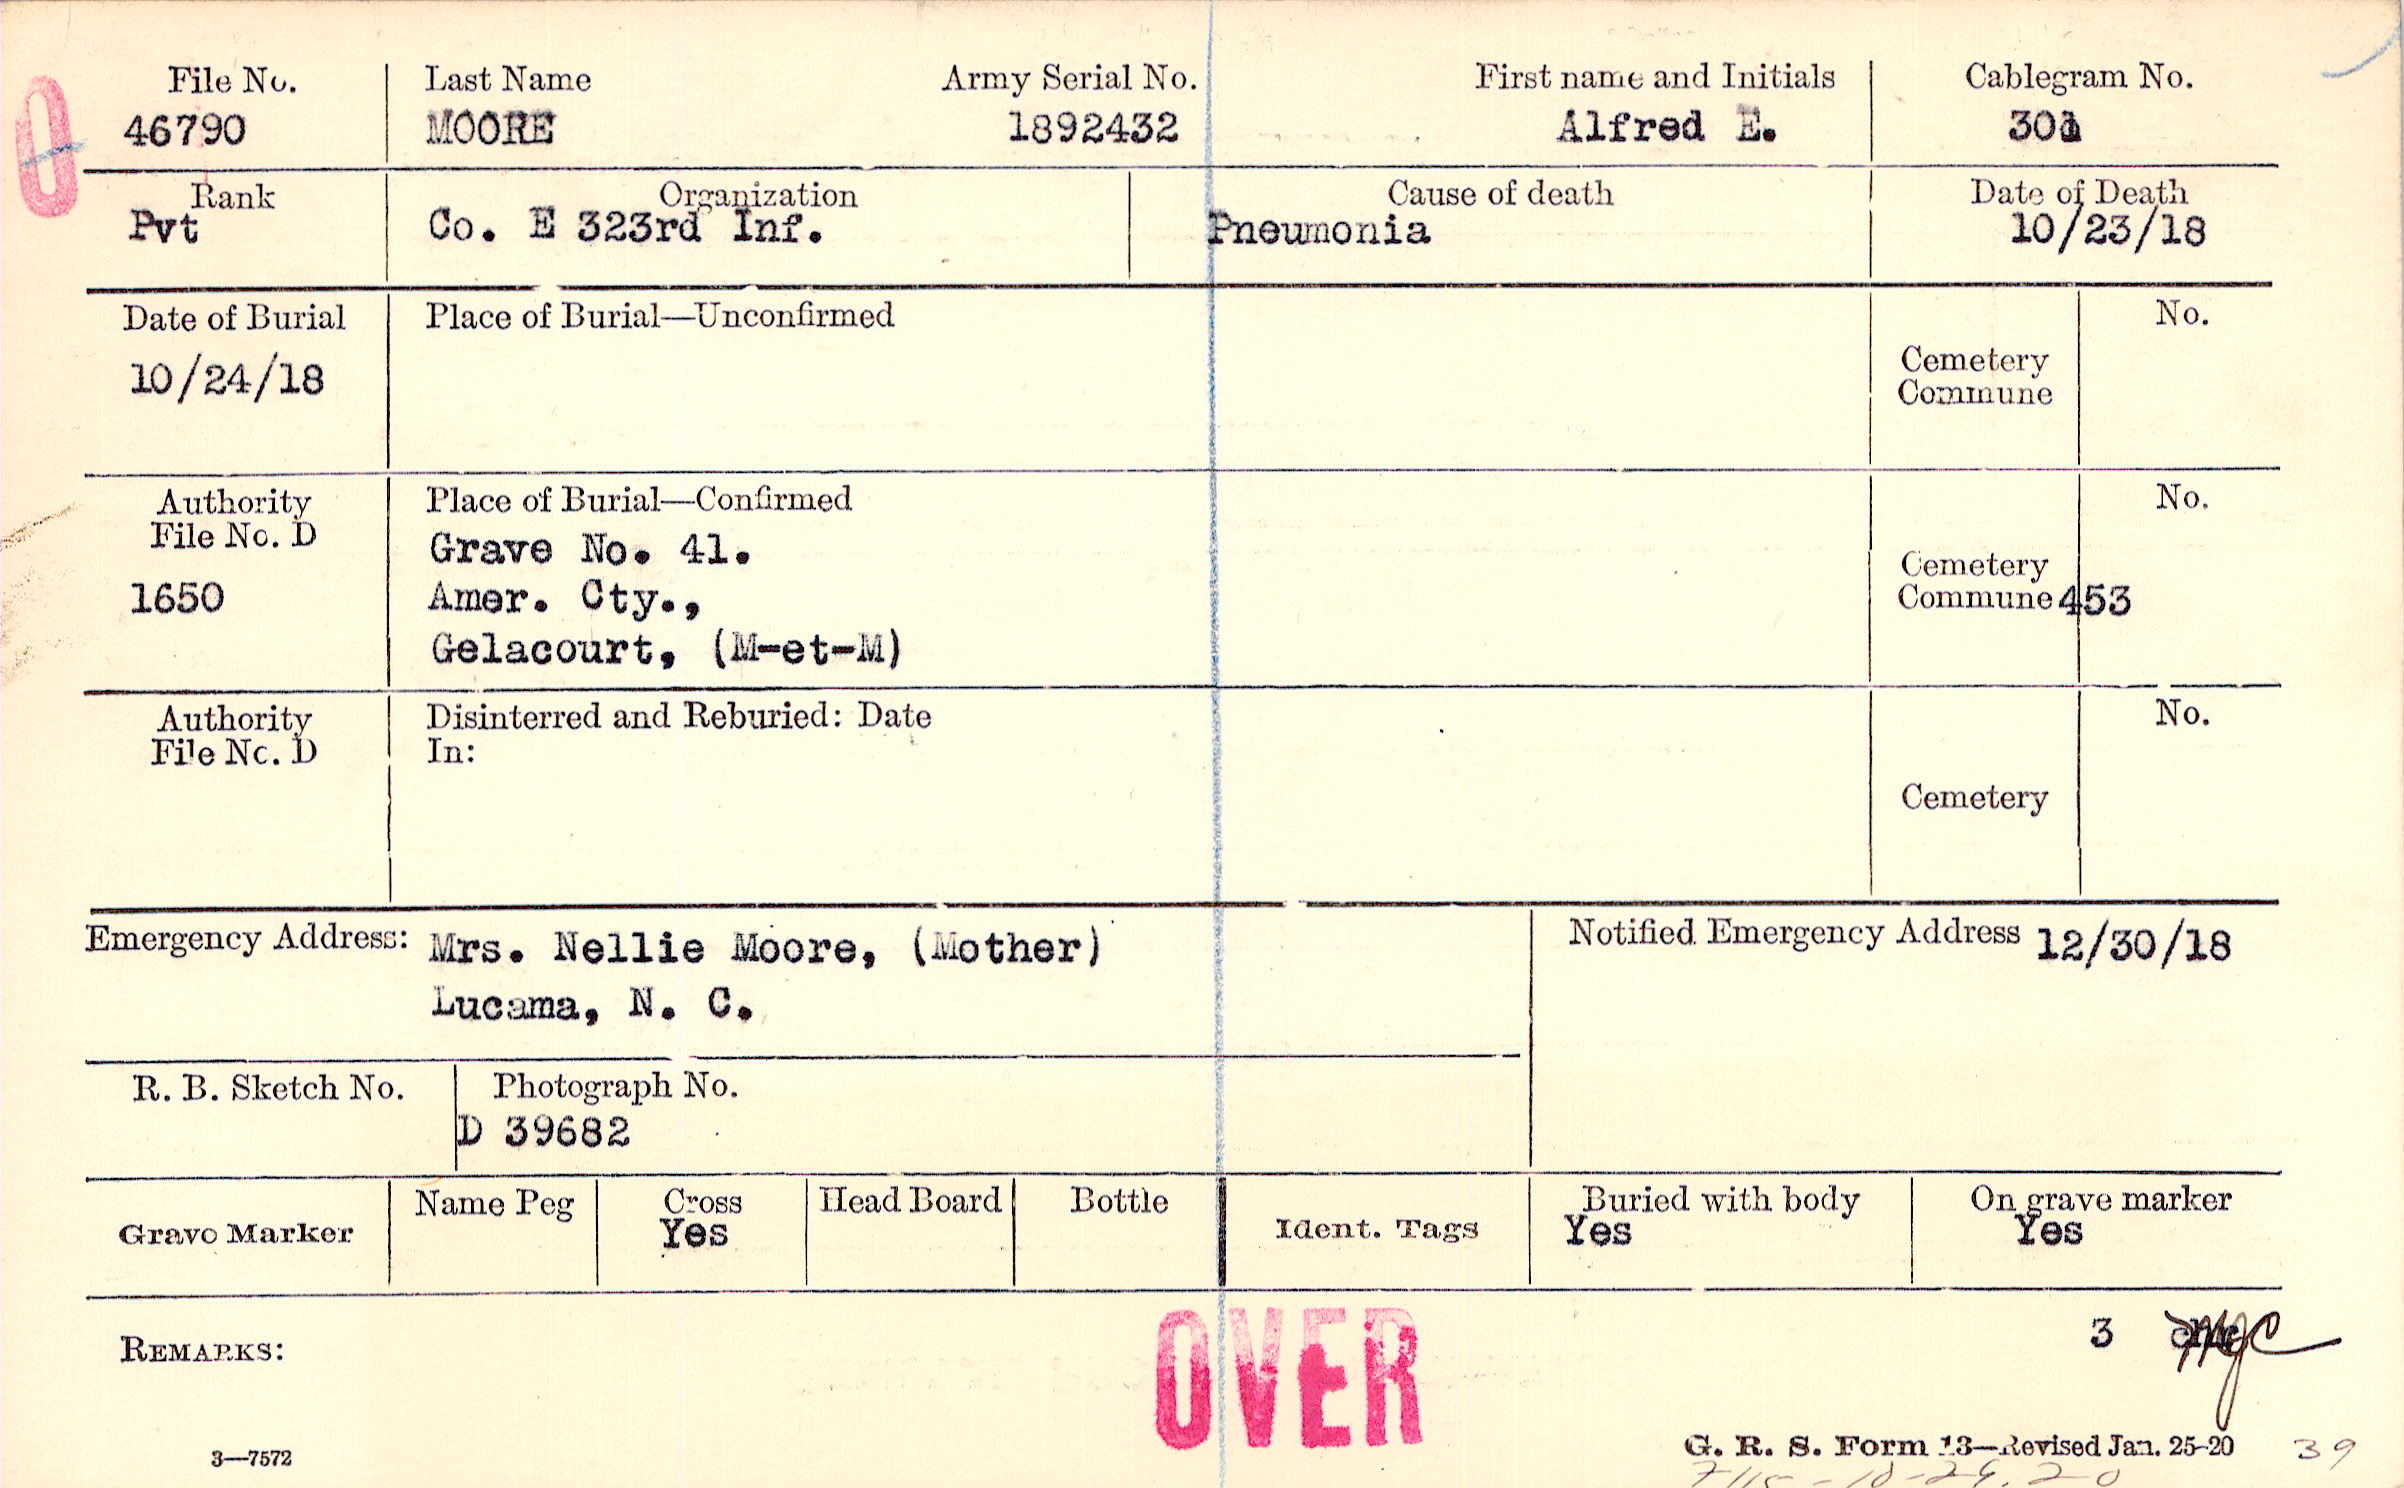 File No. Last Name Army Serial No. First name and Initials Cablegram No.
46790 MOORE 1892432 Alfred E. 301
Rank Organization Cause of death Date of Death
Pvt Co. E 323rd Inf. Pneumonia 10/23/18
Date of Burial Place of Burial—Unconfirmed No.
10/24/18
Cemetery
Commune
Authority Place of Burial—Confirmed No.
File No. D
Grave No. 41.
1650 Amer. Cty.,
Gelacourt, (M-et-M)
Cemetery
Commune 453
Authority Disinterred and Reburied: Date No.
File No. D In:
Cemetery
Emergency Address: Mrs. Nellie Moore, (Mother) Notified Emergency Address 12/30/18
Lucama, N. C.
R. B. Sketch No. Photograph No.
D 39682
Grave Marker Name Peg Cross Head Board Bottle Ident. Tags Buried with body On grave marker
Yes Yes Yes
OVER
REMARKS: 3
3—7572 G. R. S. Form 13—Revised Jan. 25-20 39